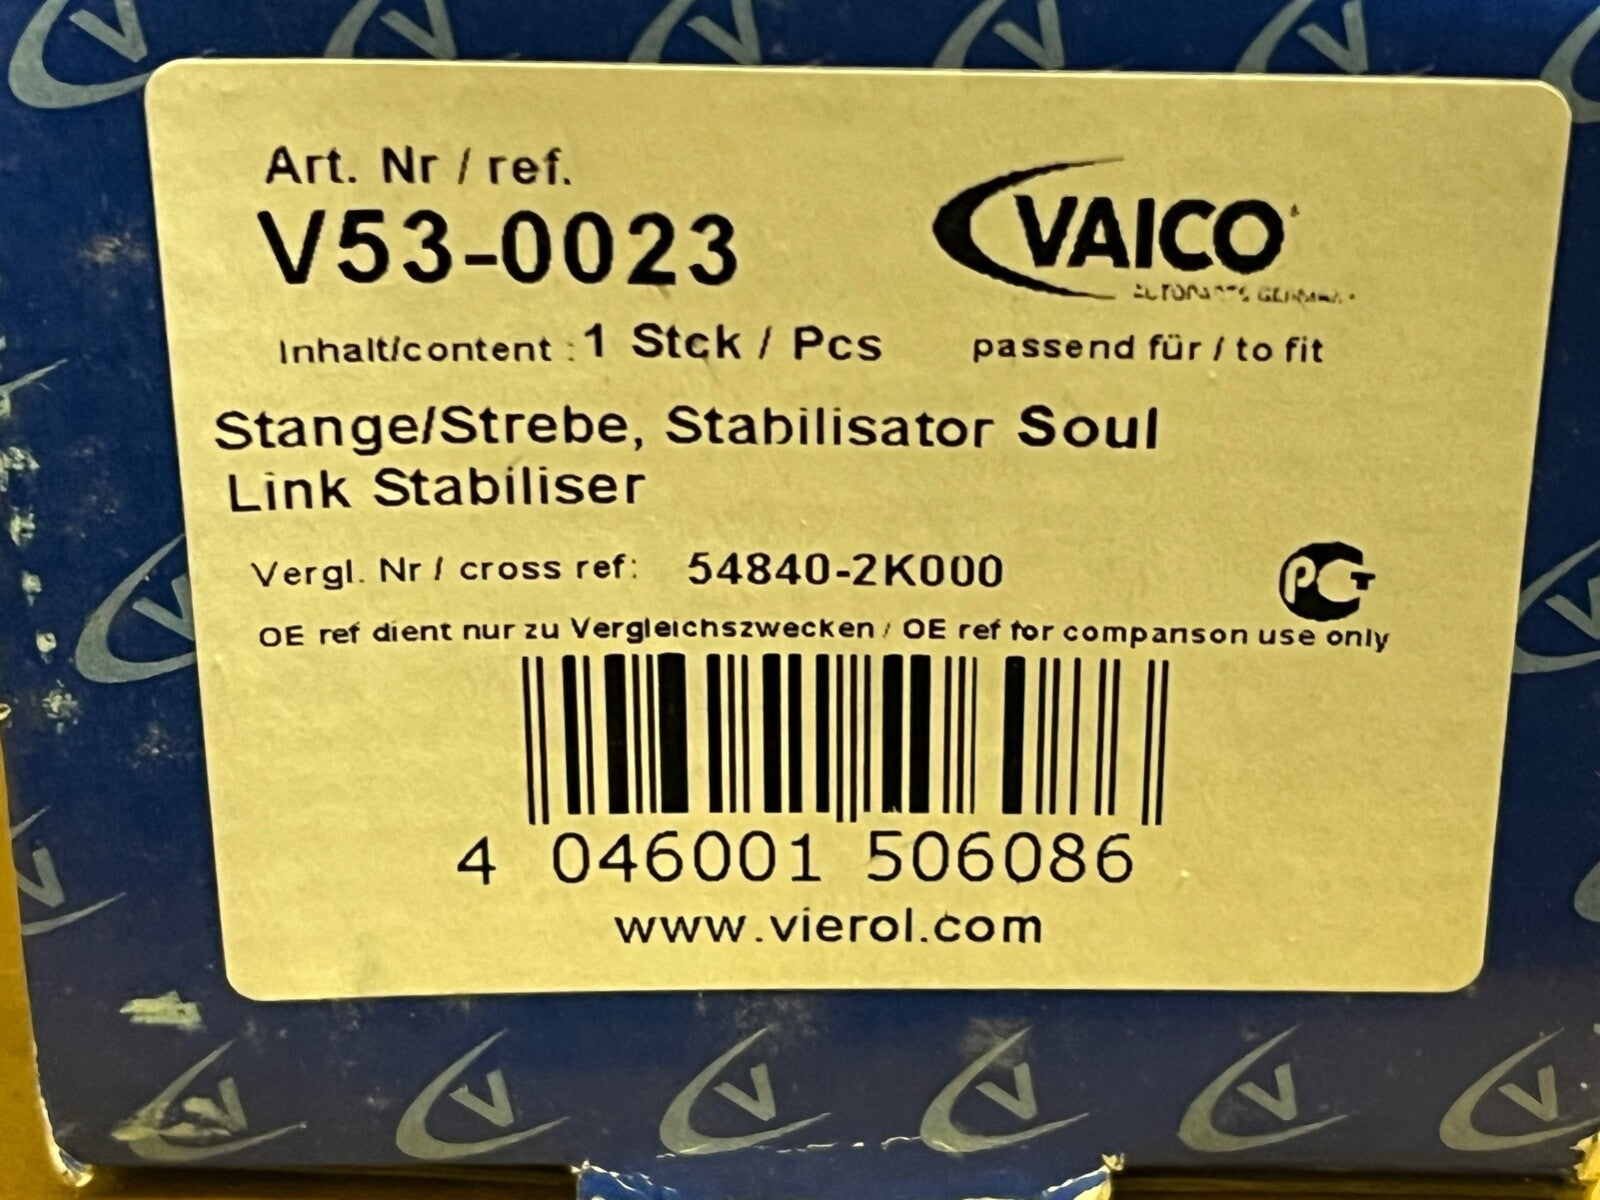 Art. Nr / ref.
V53-0023
VAICO
Inhalt/content : 1 Stck / Pcs
passend für / to fit
Stange/Strebe, Stabilisator Soul
Link Stabiliser
Vergl. Nr / cross ref: 54840-2K000
РСТ
OE ref dient nur zu Vergleichszwecken / OE ref for comparison use only
4 046001 506086
www.vierol.com